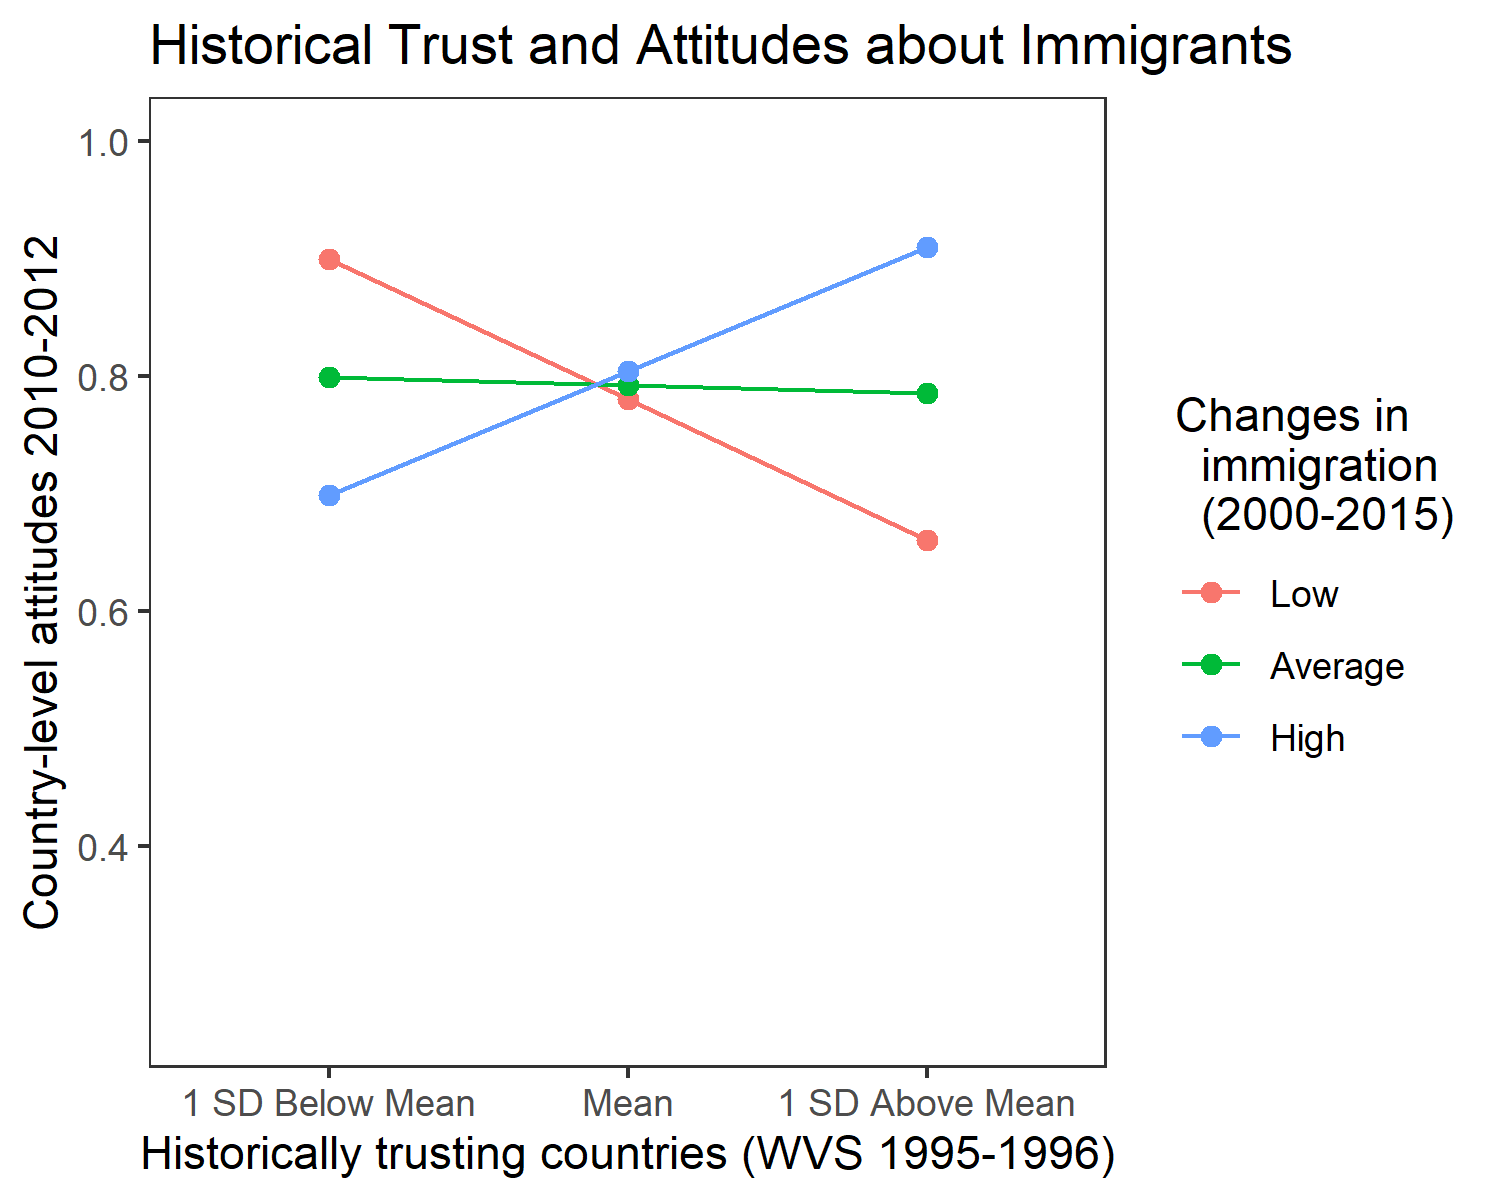 Historical Trust and Attitudes about Immigrants
Country-level attitudes 2010-2012
1.0
0.8
0.6
0.4
1 SD Below Mean
Mean
1 SD Above Mean
Historically trusting countries (WVS 1995-1996)
Changes in
immigration
(2000-2015)
Low
Average
High